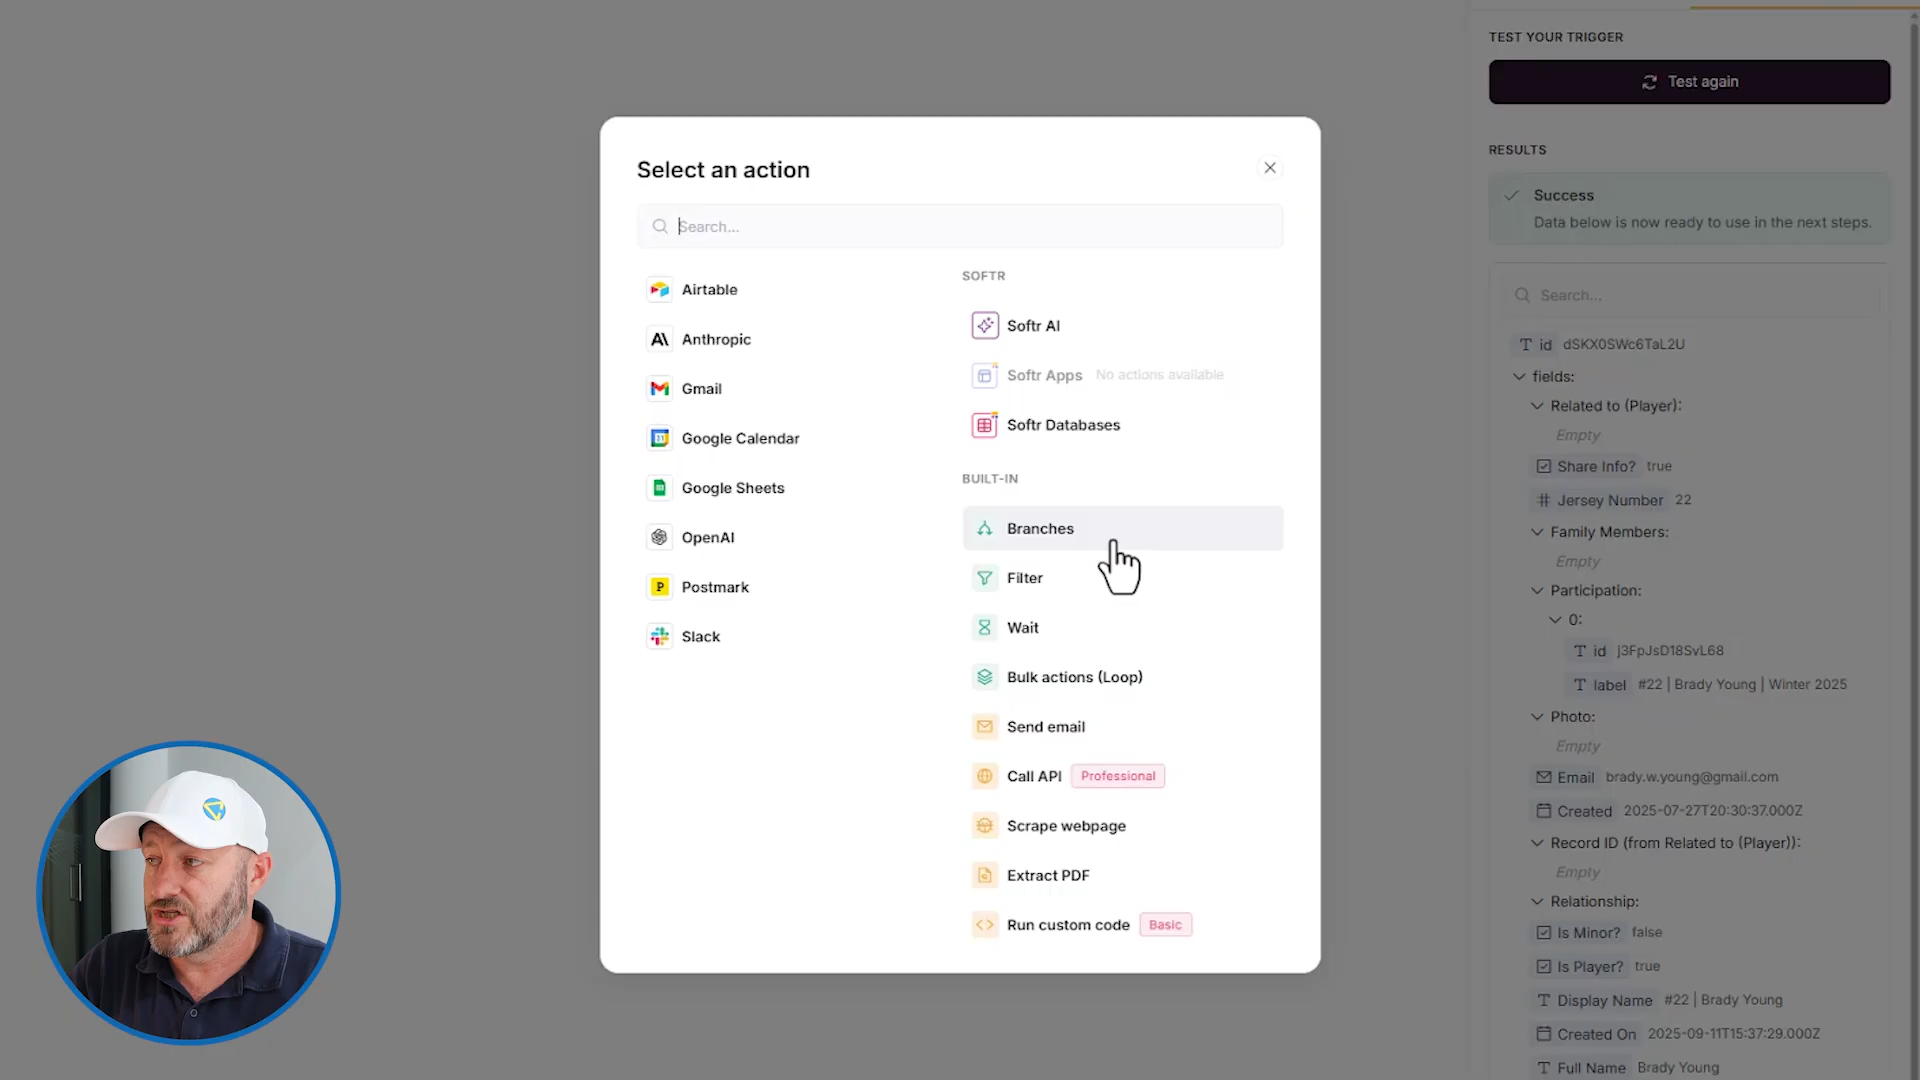 Select an action
Search...
Airtable
Anthropic
Gmail
Google Calendar
Google Sheets
OpenAI
Postmark
Slack
SOFTR
Softr AI
Softr Apps No actions available
Softr Databases
BUILT-IN
Branches
Filter
Wait
Bulk actions (Loop)
Send email
Call API Professional
Scrape webpage
Extract PDF
Run custom code Basic
TEST YOUR TRIGGER
Test again
RESULTS
Success
Data below is now ready to use in the next steps.
Search...
id dSKX0SWc6TaL2U
fields:
Related to (Player):
Empty
Share Info? true
Jersey Number 22
Family Members:
Empty
Participation:
0:
id j3FpJsD18SvL68
label #22 | Brady Young | Winter 2025
Photo:
Empty
Email brady.w.young@gmail.com
Created 2025-07-27T20:30:37.000Z
Record ID (from Related to (Player)):
Empty
Relationship:
Is Minor? false
Is Player? true
Display Name #22 | Brady Young
Created On 2025-09-11T15:37:29.000Z
Full Name Brady Young